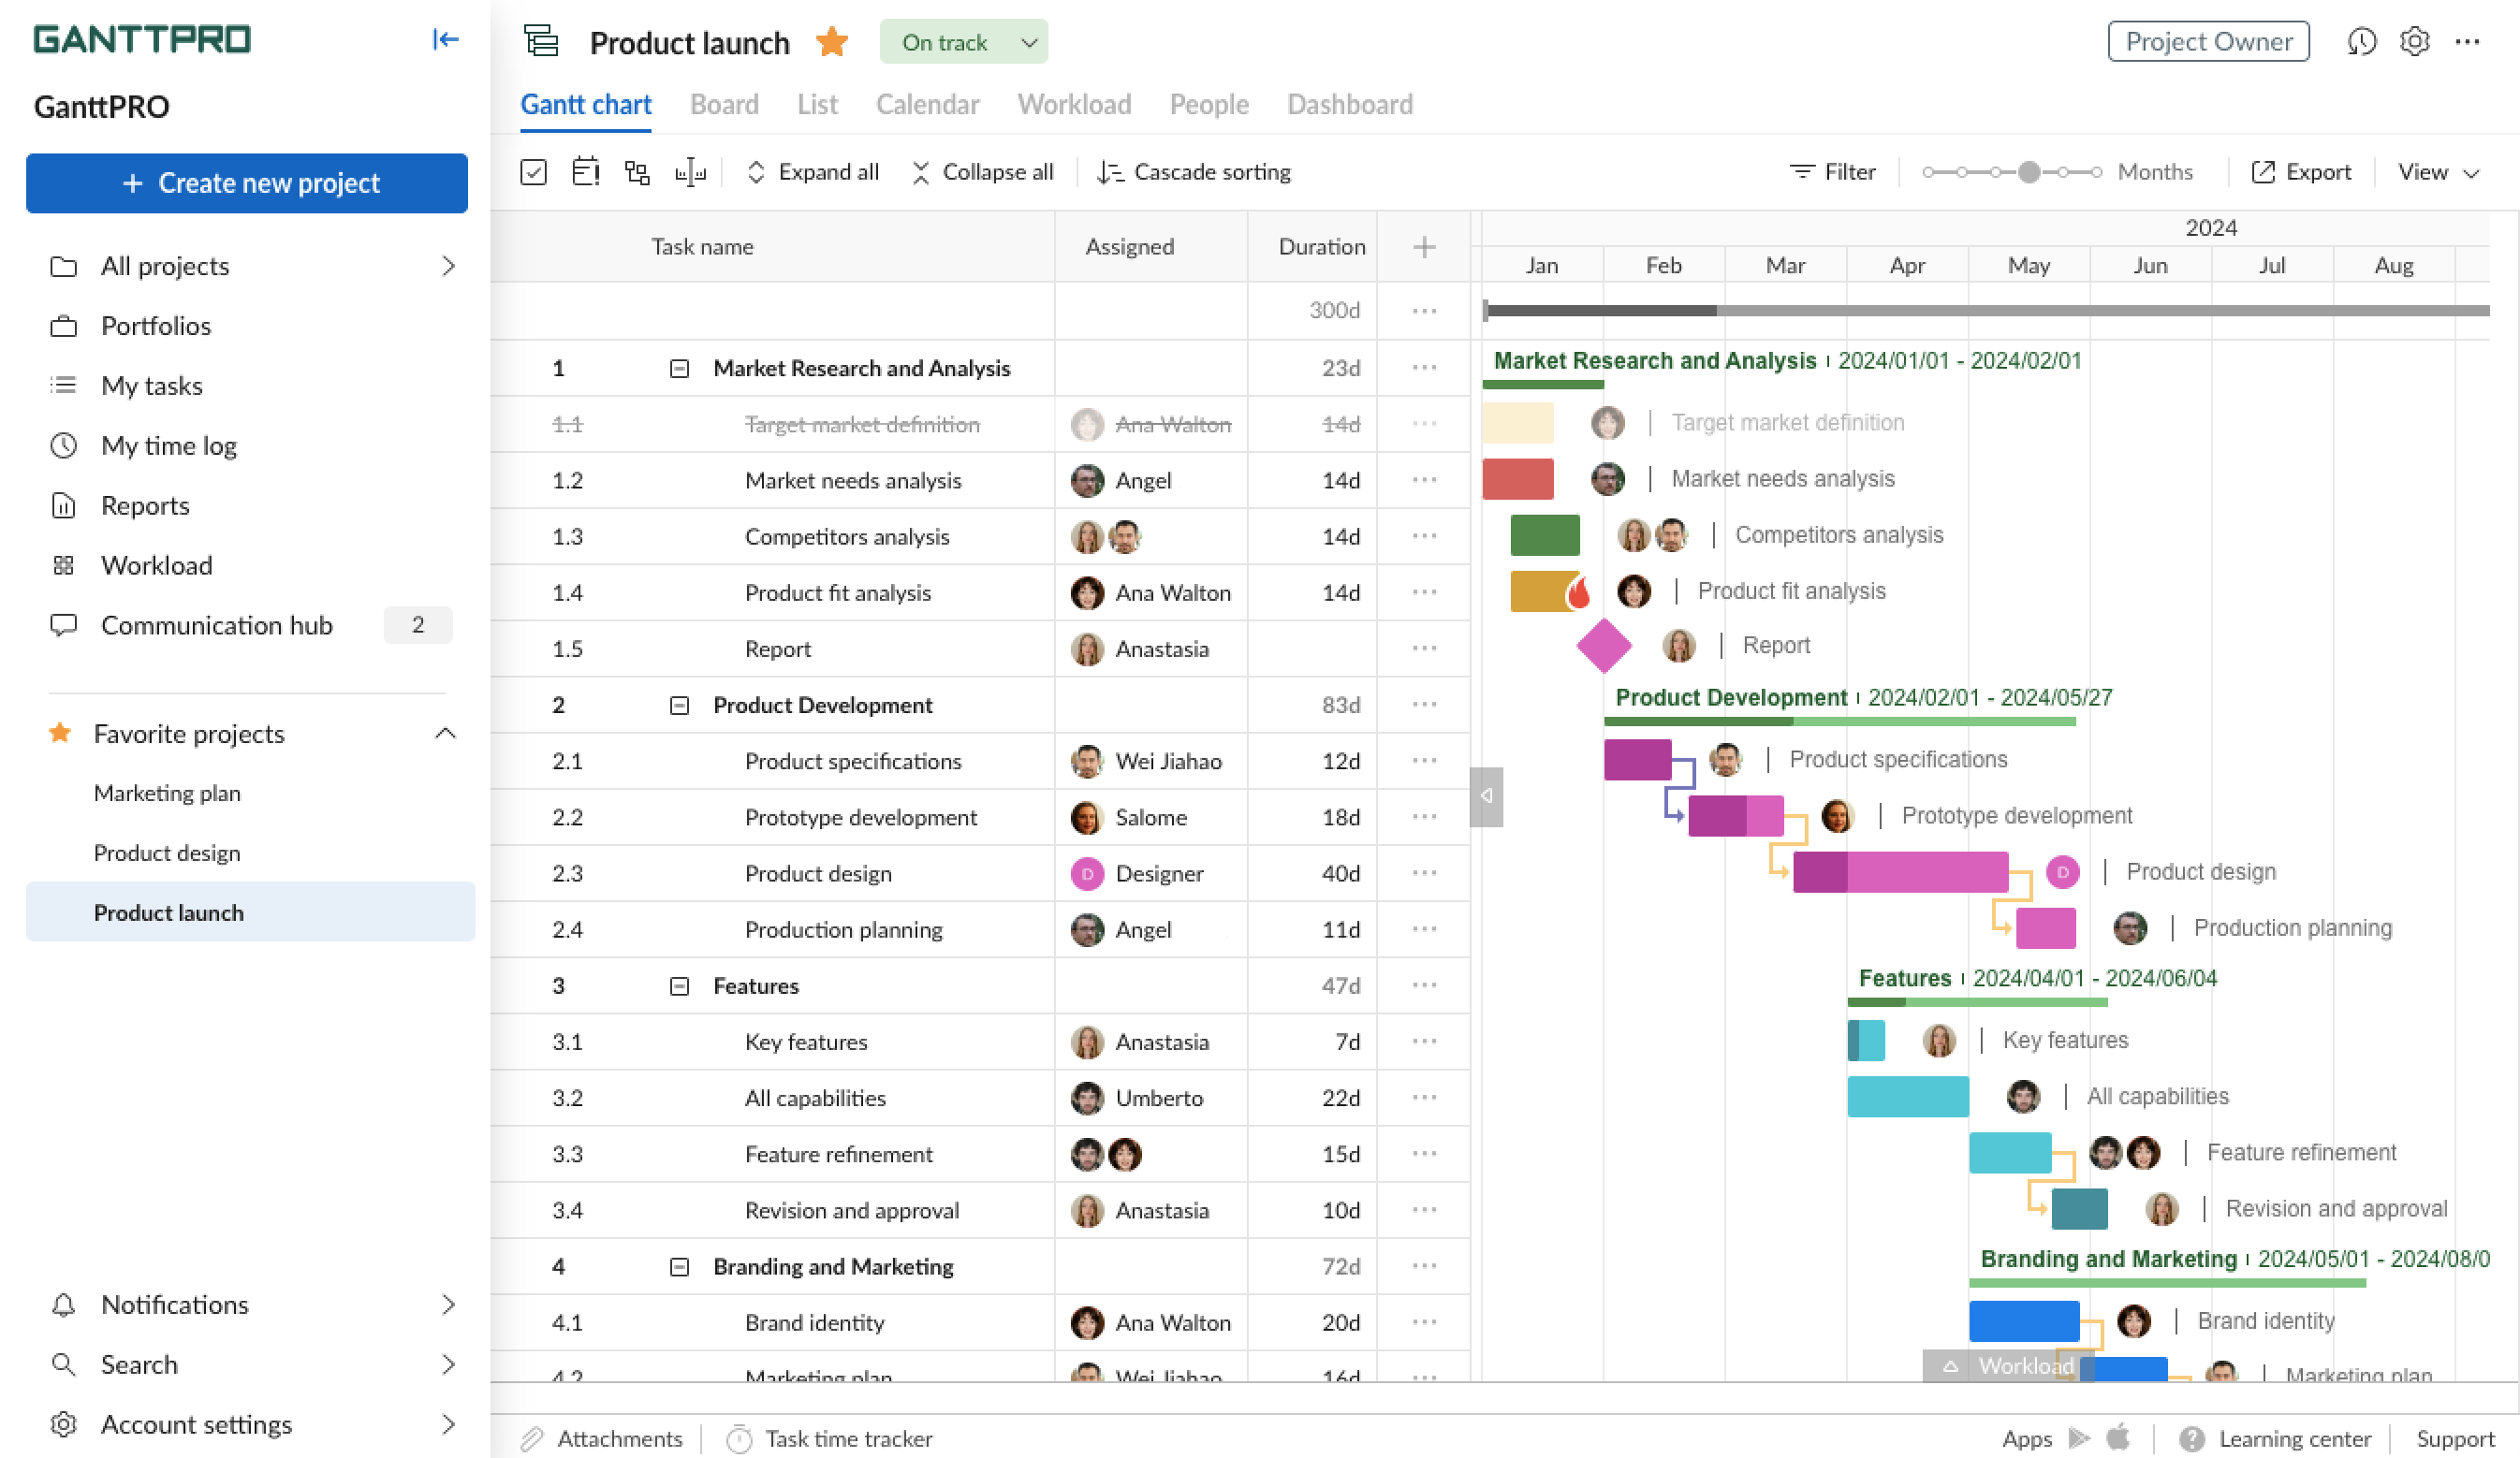 GANTTPRO
GanttPRO
+ Create new project
All projects
Portfolios
My tasks
My time log
Reports
Workload
Communication hub 2
Favorite projects
Marketing plan
Product design
Product launch
Notifications
Search
Account settings
Product launch On track Project Owner
Gantt chart Board List Calendar Workload People Dashboard
Expand all Collapse all Cascade sorting Filter Months Export View
Task name Assigned Duration +
300d
1 Market Research and Analysis 23d
1.1 Target market definition Ana Walton 14d
1.2 Market needs analysis Angel 14d
1.3 Competitors analysis 14d
1.4 Product fit analysis Ana Walton 14d
1.5 Report Anastasia
2 Product Development 83d
2.1 Product specifications Wei Jiahao 12d
2.2 Prototype development Salome 18d
2.3 Product design D Designer 40d
2.4 Production planning Angel 11d
3 Features 47d
3.1 Key features Anastasia 7d
3.2 All capabilities Umberto 22d
3.3 Feature refinement 15d
3.4 Revision and approval Anastasia 10d
4 Branding and Marketing 72d
4.1 Brand identity Ana Walton 20d
4.2 Marketing plan Wei Jiahao 16d
2024
Jan Feb Mar Apr May Jun Jul Aug
Market Research and Analysis 2024/01/01 - 2024/02/01
Target market definition
Market needs analysis
Competitors analysis
Product fit analysis
Report
Product Development 2024/02/01 - 2024/05/27
Product specifications
Prototype development
D Product design
Production planning
Features 2024/04/01 - 2024/06/04
Key features
All capabilities
Feature refinement
Revision and approval
Branding and Marketing 2024/05/01 - 2024/08/0
Brand identity
Workload
Marketing plan
Attachments Task time tracker Apps Learning center Support